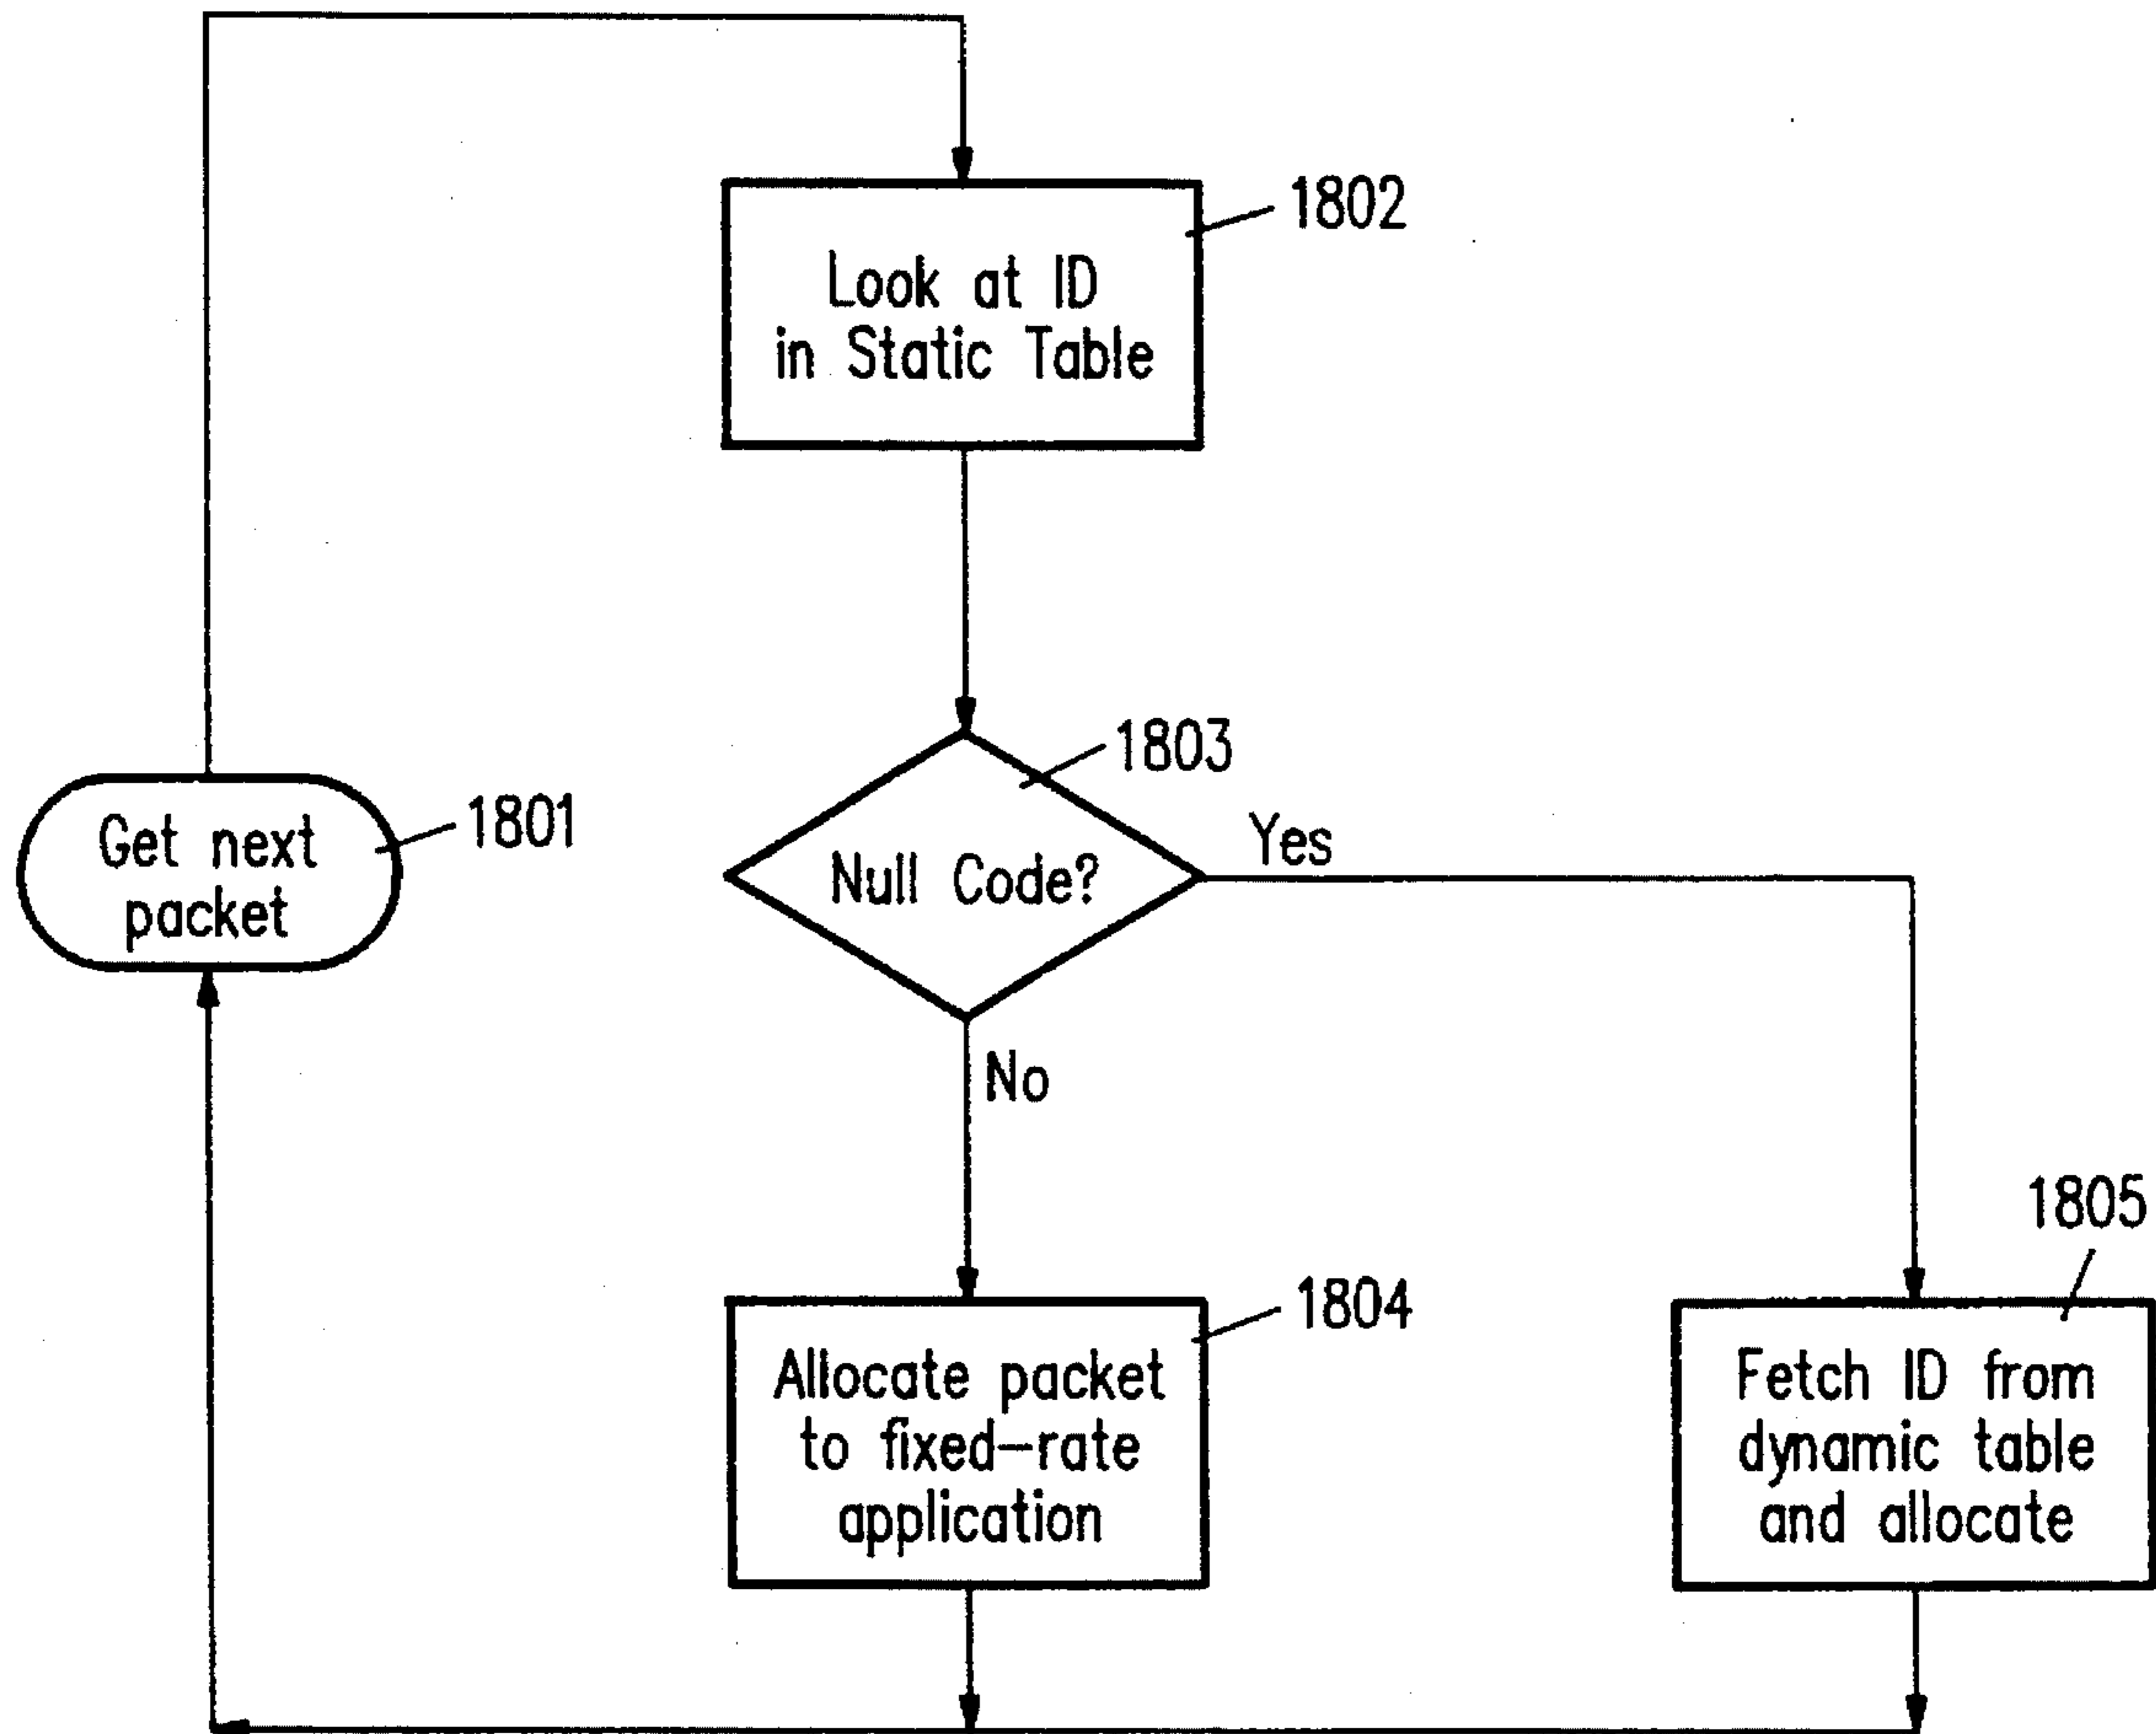 1802
Look at ID
in Static Table
1803
Null Code?
Yes
No
1801
Get next
packet
1804
Allocate packet
to fixed-rate
application
1805
Fetch ID from
dynamic table
and allocate